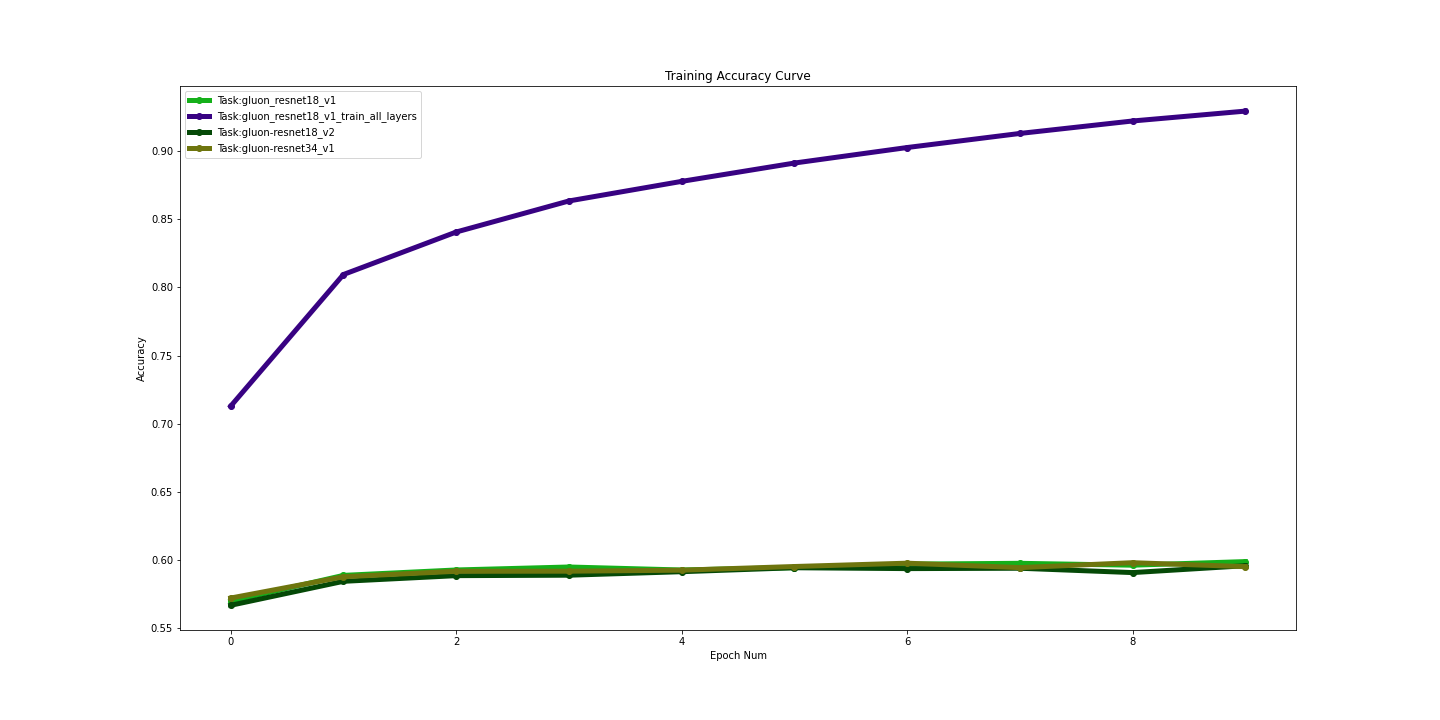 Training Accuracy Curve
Task:gluon_resnet18_v1
Task:gluon_resnet18_v1_train_all_layers
Task:gluon-resnet18_v2
Task:gluon-resnet34_v1
Accuracy
0.90
0.85
0.80
0.75
0.70
0.65
0.60
0.55
0 2 4 6 8
Epoch Num